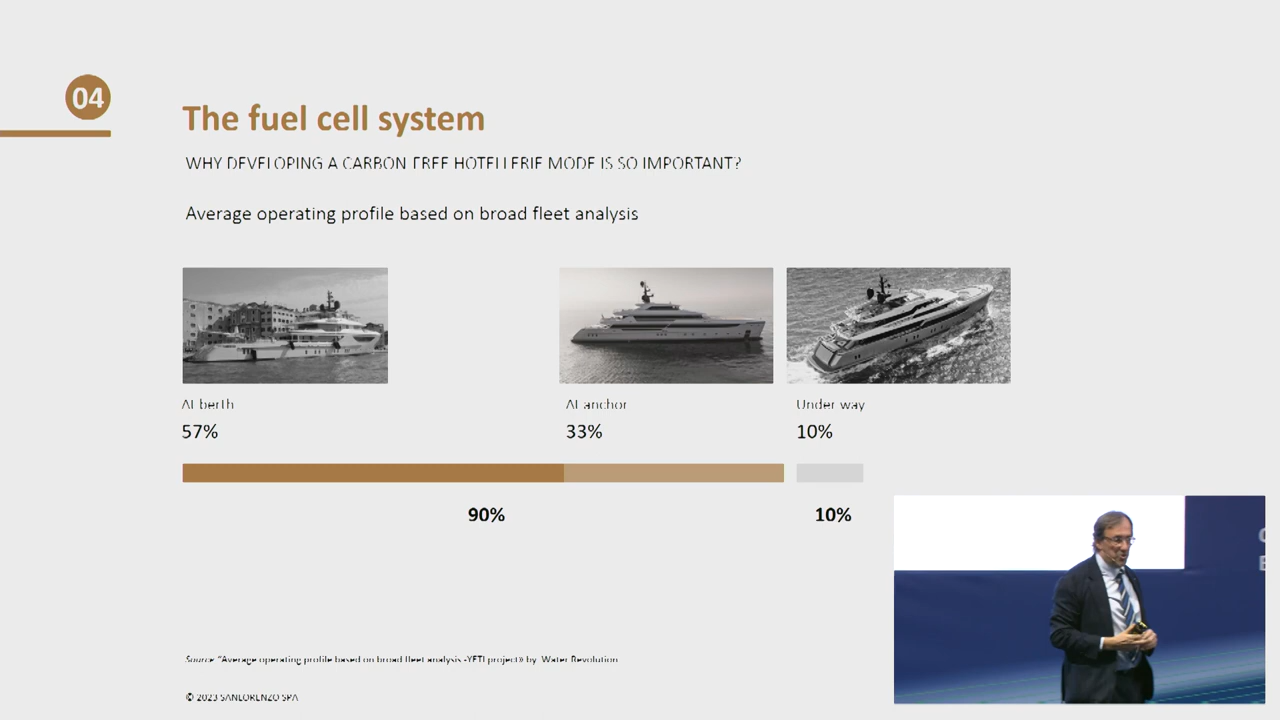 04
The fuel cell system
WHY DEVELOPING A CARBON FREE HOTELLERIE MODE IS SO IMPORTANT?
Average operating profile based on broad fleet analysis
At berth
At anchor
Under way
57%
33%
10%
90%
10%
Source "Average operating profile based on broad fleet analysis -YETI project» by Water Revolution
© 2023 SANLORENZO SPA